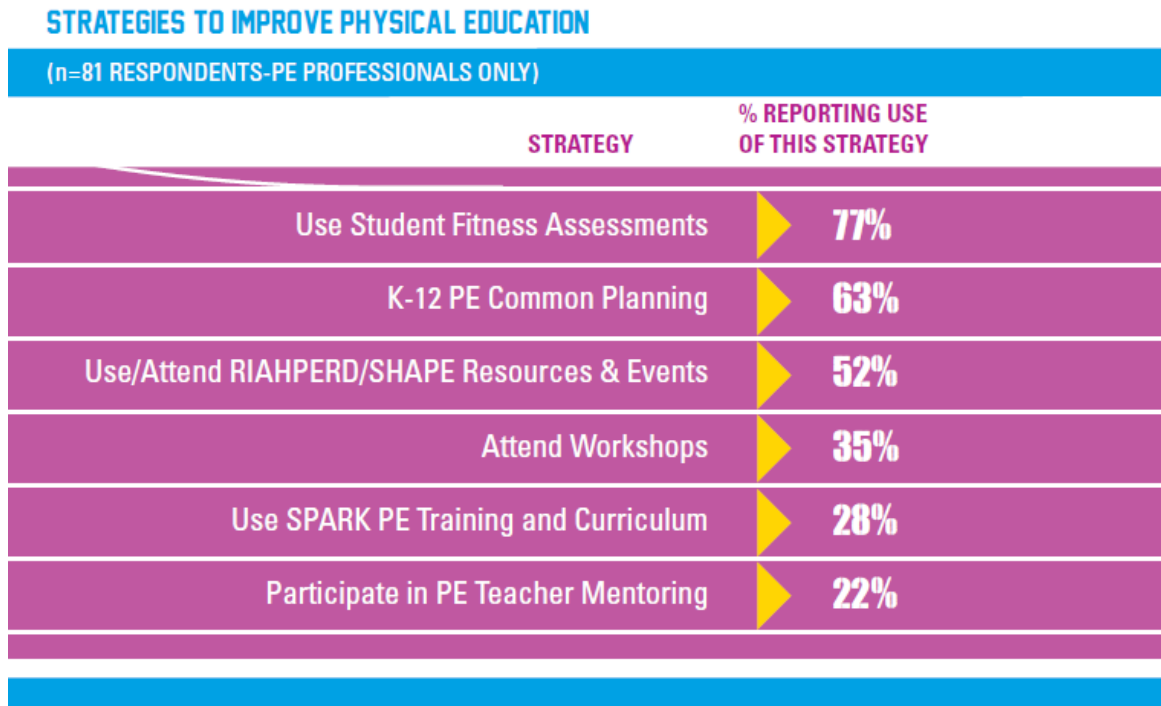 STRATEGIES TO IMPROVE PHYSICAL EDUCATION
(n=81 RESPONDENTS-PE PROFESSIONALS ONLY)
STRATEGY
% REPORTING USE
OF THIS STRATEGY
Use Student Fitness Assessments 77%
K-12 PE Common Planning 63%
Use/Attend RIAHPERD/SHAPE Resources & Events 52%
Attend Workshops 35%
Use SPARK PE Training and Curriculum 28%
Participate in PE Teacher Mentoring 22%